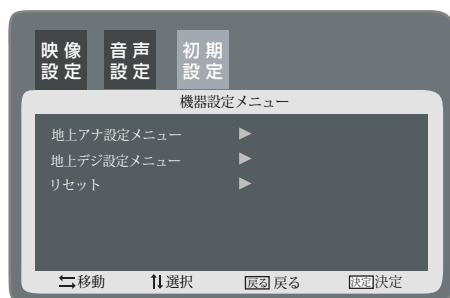 映像 音声 初期
設定 設定 設定
機器設定メニュー
地上アナ設定メニュー ▶
地上デジ設定メニュー ▶
リセット ▶
⇆移動 ⇅選択 戻る 戻る 決定 決定